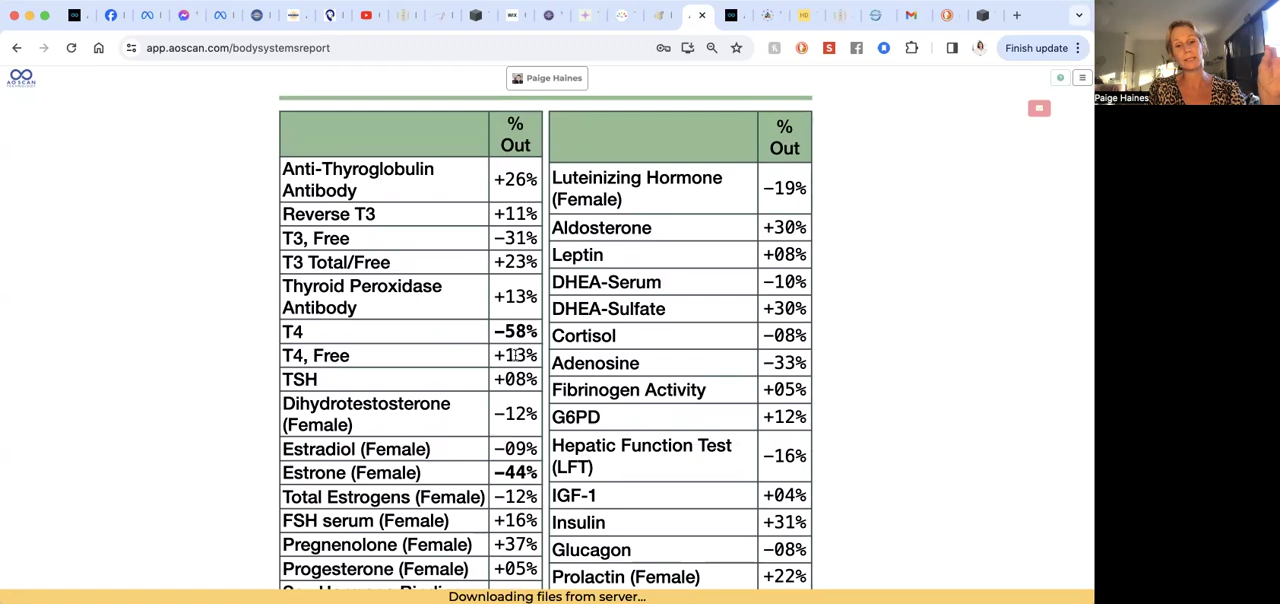 app.aoscan.com/bodysystemsreport
Finish update
WIX
HD
S
AO SCAN
TECHNOLOGY
Paige Haines
Paige Haines
% Out
Anti-Thyroglobulin Antibody +26%
Reverse T3 +11%
T3, Free −31%
T3 Total/Free +23%
Thyroid Peroxidase Antibody +13%
T4 −58%
T4, Free +13%
TSH +08%
Dihydrotestosterone (Female) −12%
Estradiol (Female) −09%
Estrone (Female) −44%
Total Estrogens (Female) −12%
FSH serum (Female) +16%
Pregnenolone (Female) +37%
Progesterone (Female) +05%
% Out
Luteinizing Hormone (Female) −19%
Aldosterone +30%
Leptin +08%
DHEA-Serum −10%
DHEA-Sulfate +30%
Cortisol −08%
Adenosine −33%
Fibrinogen Activity +05%
G6PD +12%
Hepatic Function Test (LFT) −16%
IGF-1 +04%
Insulin +31%
Glucagon −08%
Prolactin (Female) +22%
Downloading files from server...